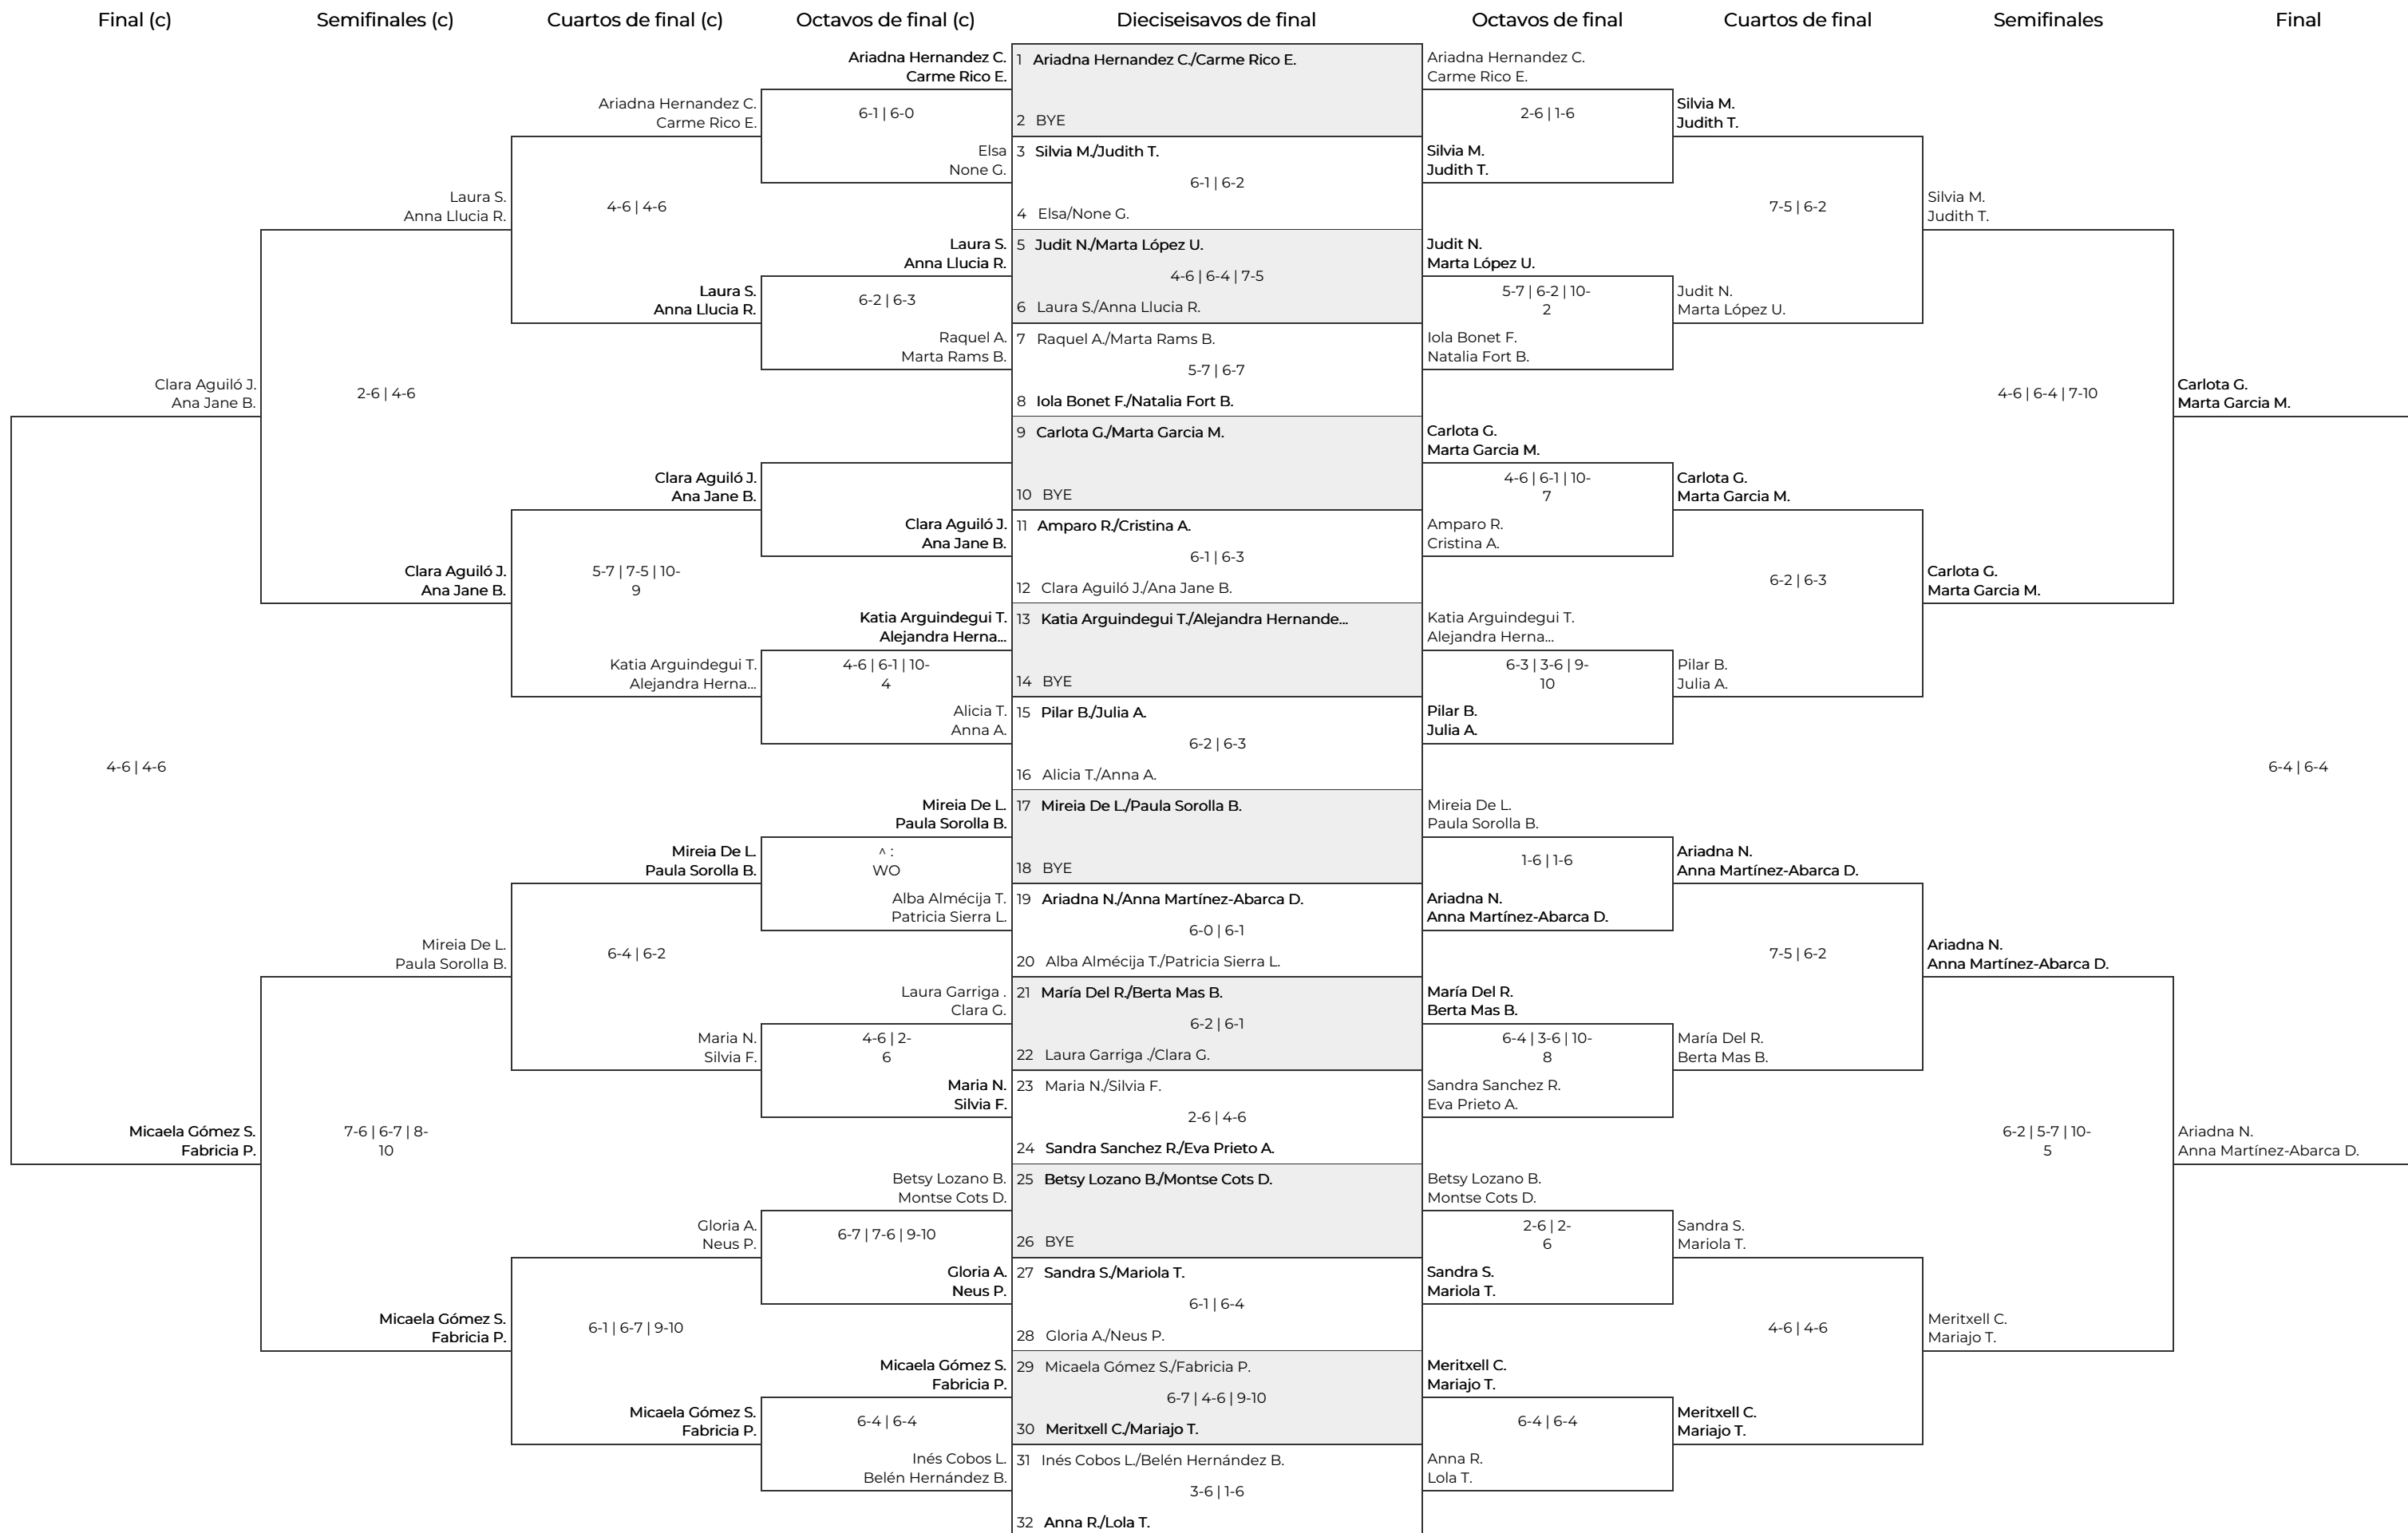 Final (c)
Semifinales (c)
Cuartos de final (c)
Octavos de final (c)
Dieciseisavos de final
Octavos de final
Cuartos de final
Semifinales
Final
Clara Aguiló J.
Ana Jane B.
4-6 | 4-6
Micaela Gómez S.
Fabricia P.
Laura S.
Anna Llucia R.
2-6 | 4-6
Clara Aguiló J.
Ana Jane B.
Mireia De L.
Paula Sorolla B.
7-6 | 6-7 | 8-
10
Micaela Gómez S.
Fabricia P.
Ariadna Hernandez C.
Carme Rico E.
4-6 | 4-6
Laura S.
Anna Llucia R.
Clara Aguiló J.
Ana Jane B.
5-7 | 7-5 | 10-
9
Katia Arguindegui T.
Alejandra Herna...
Mireia De L.
Paula Sorolla B.
6-4 | 6-2
Maria N.
Silvia F.
Gloria A.
Neus P.
6-1 | 6-7 | 9-10
Micaela Gómez S.
Fabricia P.
Ariadna Hernandez C.
Carme Rico E.
6-1 | 6-0
Elsa
None G.
Laura S.
Anna Llucia R.
6-2 | 6-3
Raquel A.
Marta Rams B.
Clara Aguiló J.
Ana Jane B.
Katia Arguindegui T.
Alejandra Herna...
4-6 | 6-1 | 10-
4
Alicia T.
Anna A.
Mireia De L.
Paula Sorolla B.
^ :
WO
Alba Almécija T.
Patricia Sierra L.
Laura Garriga .
Clara G.
4-6 | 2-
6
Maria N.
Silvia F.
Betsy Lozano B.
Montse Cots D.
6-7 | 7-6 | 9-10
Gloria A.
Neus P.
Micaela Gómez S.
Fabricia P.
6-4 | 6-4
Inés Cobos L.
Belén Hernández B.
1 Ariadna Hernandez C./Carme Rico E.
2 BYE
3 Silvia M./Judith T.
6-1 | 6-2
4 Elsa/None G.
5 Judit N./Marta López U.
4-6 | 6-4 | 7-5
6 Laura S./Anna Llucia R.
7 Raquel A./Marta Rams B.
5-7 | 6-7
8 Iola Bonet F./Natalia Fort B.
9 Carlota G./Marta Garcia M.
10 BYE
11 Amparo R./Cristina A.
6-1 | 6-3
12 Clara Aguiló J./Ana Jane B.
13 Katia Arguindegui T./Alejandra Hernande...
14 BYE
15 Pilar B./Julia A.
6-2 | 6-3
16 Alicia T./Anna A.
17 Mireia De L./Paula Sorolla B.
18 BYE
19 Ariadna N./Anna Martínez-Abarca D.
6-0 | 6-1
20 Alba Almécija T./Patricia Sierra L.
21 María Del R./Berta Mas B.
6-2 | 6-1
22 Laura Garriga ./Clara G.
23 Maria N./Silvia F.
2-6 | 4-6
24 Sandra Sanchez R./Eva Prieto A.
25 Betsy Lozano B./Montse Cots D.
26 BYE
27 Sandra S./Mariola T.
6-1 | 6-4
28 Gloria A./Neus P.
29 Micaela Gómez S./Fabricia P.
6-7 | 4-6 | 9-10
30 Meritxell C./Mariajo T.
31 Inés Cobos L./Belén Hernández B.
3-6 | 1-6
32 Anna R./Lola T.
Ariadna Hernandez C.
Carme Rico E.
2-6 | 1-6
Silvia M.
Judith T.
Judit N.
Marta López U.
5-7 | 6-2 | 10-
2
Iola Bonet F.
Natalia Fort B.
Carlota G.
Marta Garcia M.
4-6 | 6-1 | 10-
7
Amparo R.
Cristina A.
Katia Arguindegui T.
Alejandra Herna...
6-3 | 3-6 | 9-
10
Pilar B.
Julia A.
Mireia De L.
Paula Sorolla B.
1-6 | 1-6
Ariadna N.
Anna Martínez-Abarca D.
María Del R.
Berta Mas B.
6-4 | 3-6 | 10-
8
Sandra Sanchez R.
Eva Prieto A.
Betsy Lozano B.
Montse Cots D.
2-6 | 2-
6
Sandra S.
Mariola T.
Meritxell C.
Mariajo T.
6-4 | 6-4
Anna R.
Lola T.
Silvia M.
Judith T.
7-5 | 6-2
Judit N.
Marta López U.
Carlota G.
Marta Garcia M.
6-2 | 6-3
Pilar B.
Julia A.
Ariadna N.
Anna Martínez-Abarca D.
7-5 | 6-2
María Del R.
Berta Mas B.
Sandra S.
Mariola T.
4-6 | 4-6
Meritxell C.
Mariajo T.
Silvia M.
Judith T.
4-6 | 6-4 | 7-10
Carlota G.
Marta Garcia M.
Ariadna N.
Anna Martínez-Abarca D.
6-2 | 5-7 | 10-
5
Meritxell C.
Mariajo T.
Carlota G.
Marta Garcia M.
6-4 | 6-4
Ariadna N.
Anna Martínez-Abarca D.